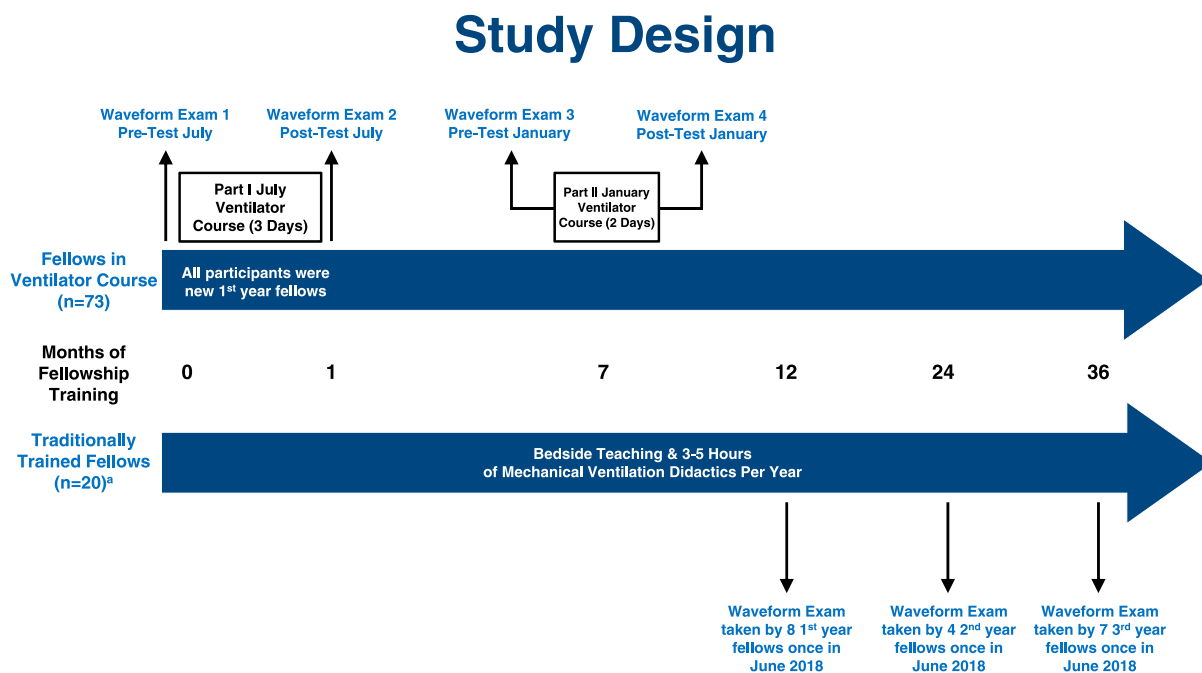 Study Design
Waveform Exam 1
Pre-Test July
Waveform Exam 2
Post-Test July
Waveform Exam 3
Pre-Test January
Waveform Exam 4
Post-Test January
Part I July
Ventilator
Course (3 Days)
Part II January
Ventilator
Course (2 Days)
Fellows in
Ventilator Course
(n=73)
All participants were
new 1st year fellows
Months of
Fellowship
Training
0 1 7 12 24 36
Traditionally
Trained Fellows
(n=20)a
Bedside Teaching & 3-5 Hours
of Mechanical Ventilation Didactics Per Year
Waveform Exam
taken by 8 1st year
fellows once in
June 2018
Waveform Exam
taken by 4 2nd year
fellows once in
June 2018
Waveform Exam
taken by 7 3rd year
fellows once in
June 2018